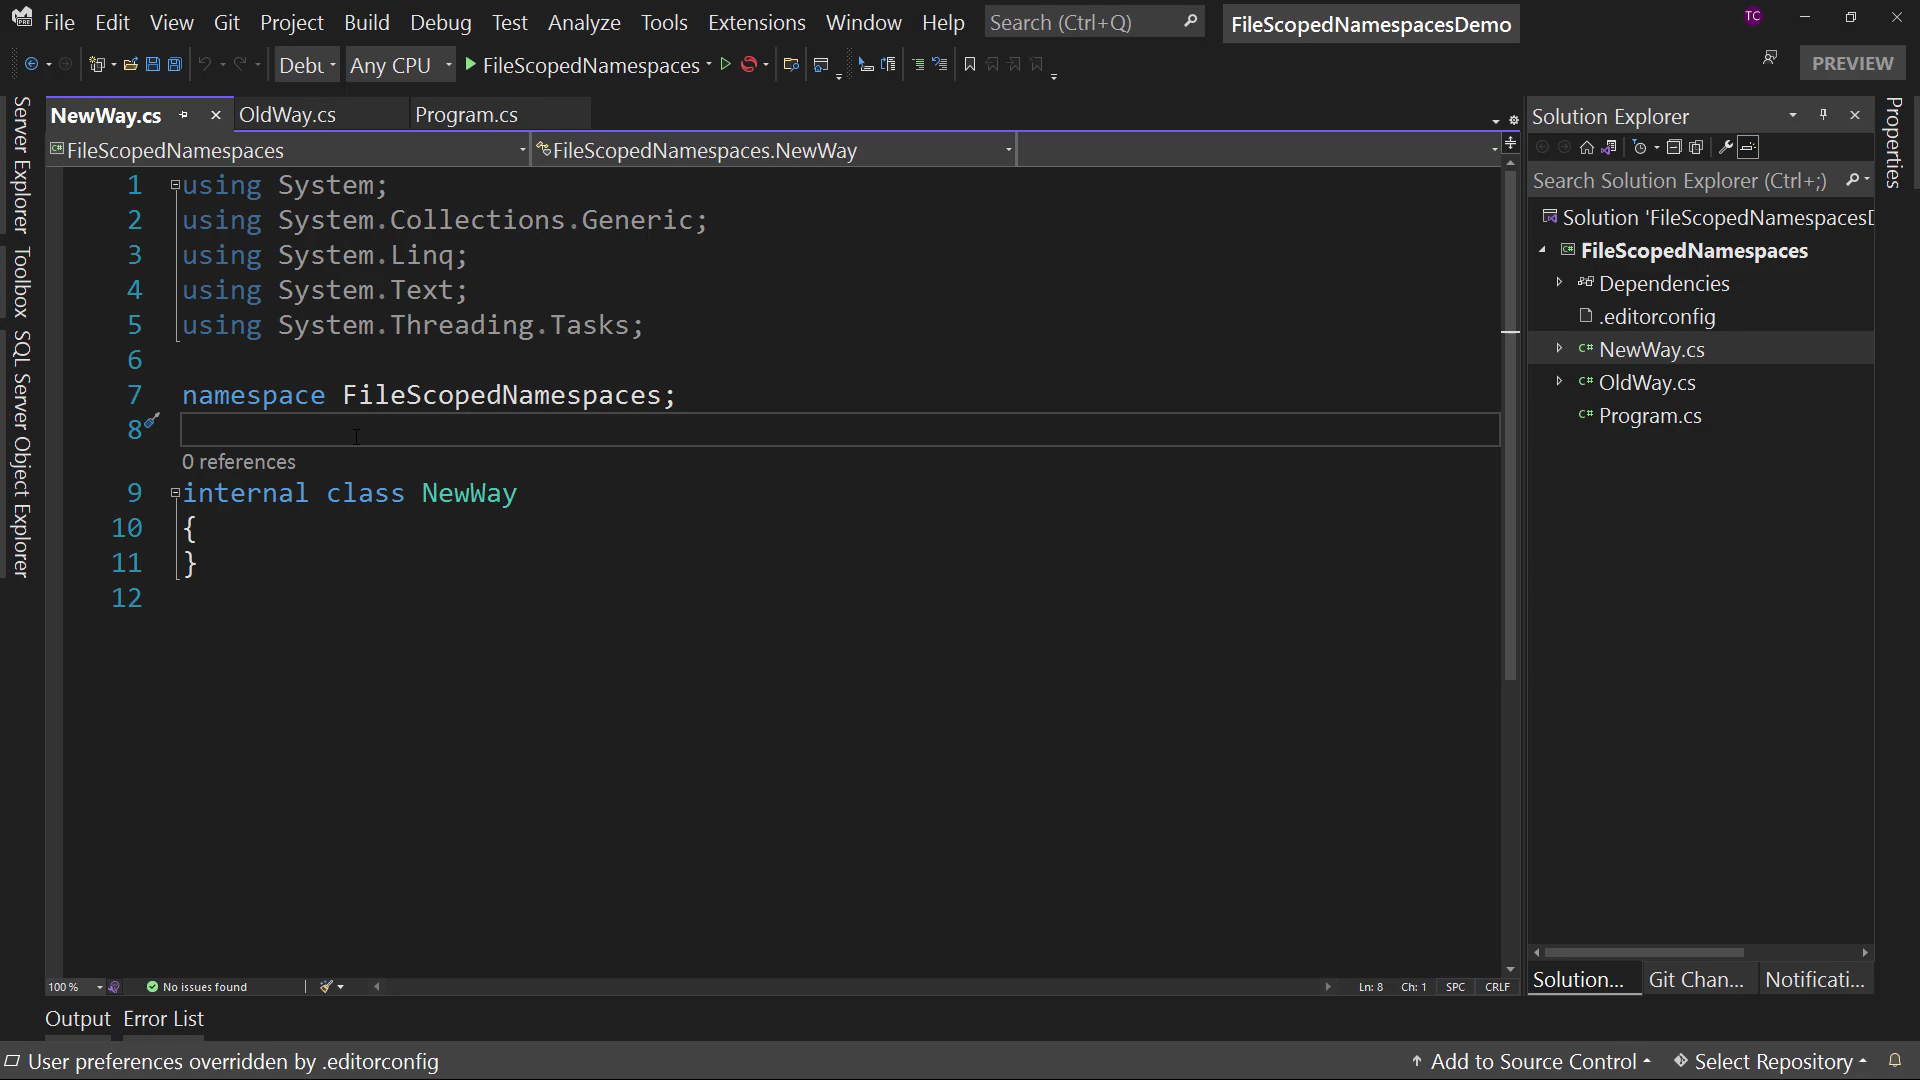 File Edit View Git Project Build Debug Test Analyze Tools Extensions Window Help Search (Ctrl+Q) FileScopedNamespacesDemo TC
Debu Any CPU FileScopedNamespaces PREVIEW
Server Explorer
Toolbox
SQL Server Object Explorer
NewWay.cs OldWay.cs Program.cs
FileScopedNamespaces FileScopedNamespaces.NewWay
1 using System;
2 using System.Collections.Generic;
3 using System.Linq;
4 using System.Text;
5 using System.Threading.Tasks;
6
7 namespace FileScopedNamespaces;
8
0 references
9 internal class NewWay
10 {
11 }
12
100 % No issues found Ln: 8 Ch: 1 SPC CRLF
Solution Explorer
Search Solution Explorer (Ctrl+;)
Solution 'FileScopedNamespacesD
C# FileScopedNamespaces
Dependencies
.editorconfig
C# NewWay.cs
C# OldWay.cs
C# Program.cs
Solution... Git Chan... Notificati...
Properties
Output Error List
User preferences overridden by .editorconfig Add to Source Control Select Repository